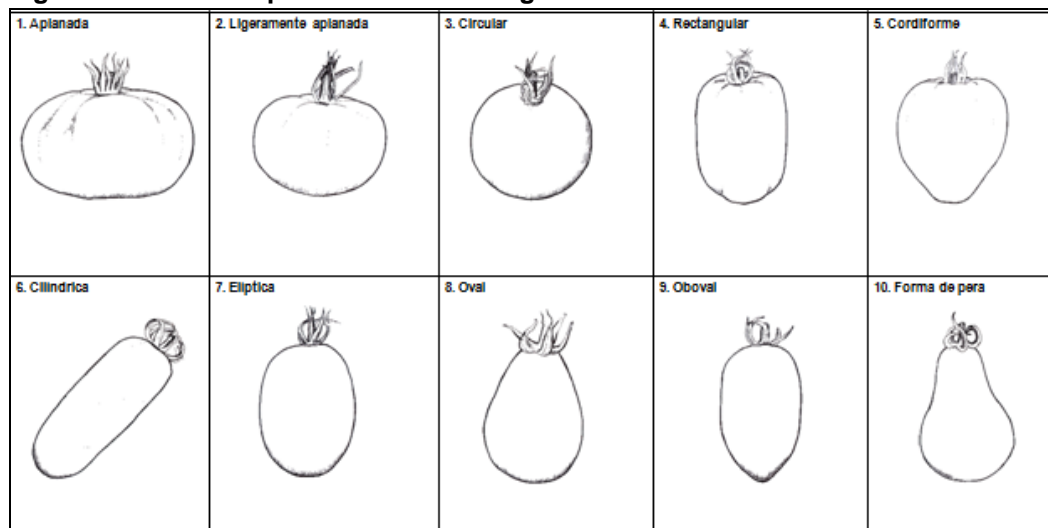 1. Aplanada
2. Ligeramente aplanada
3. Circular
4. Rectangular
5. Cordiforme
6. Cilíndrica
7. Elíptica
8. Oval
9. Oboval
10. Forma de pera